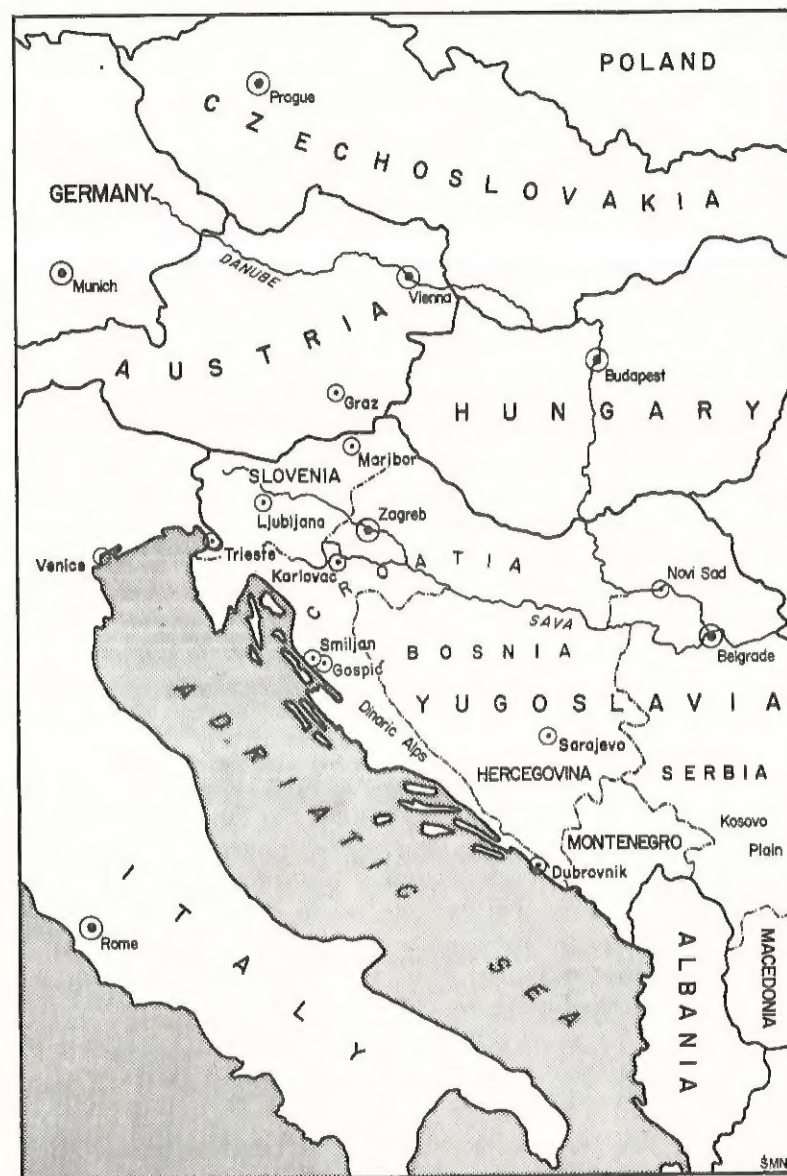 POLAND
Prague
CZECHOSLOVAKIA
GERMANY
DANUBE
Munich
Vienna
AUSTRIA
Budapest
Graz
HUNGARY
Maribor
SLOVENIA
Ljubijana
Zagreb
Venice
Trieste
Karlovac
CROATIA
Novi Sad
SAVA
Smiljan
Gospić
BOSNIA
Belgrade
YUGOSLAVIA
Dinaric Alps
Sarajevo
HERCEGOVINA
SERBIA
ADRIATIC SEA
Kosovo
Plain
MONTENEGRO
Dubrovnik
ITALY
Rome
ALBANIA
MACEDONIA
ŠMN